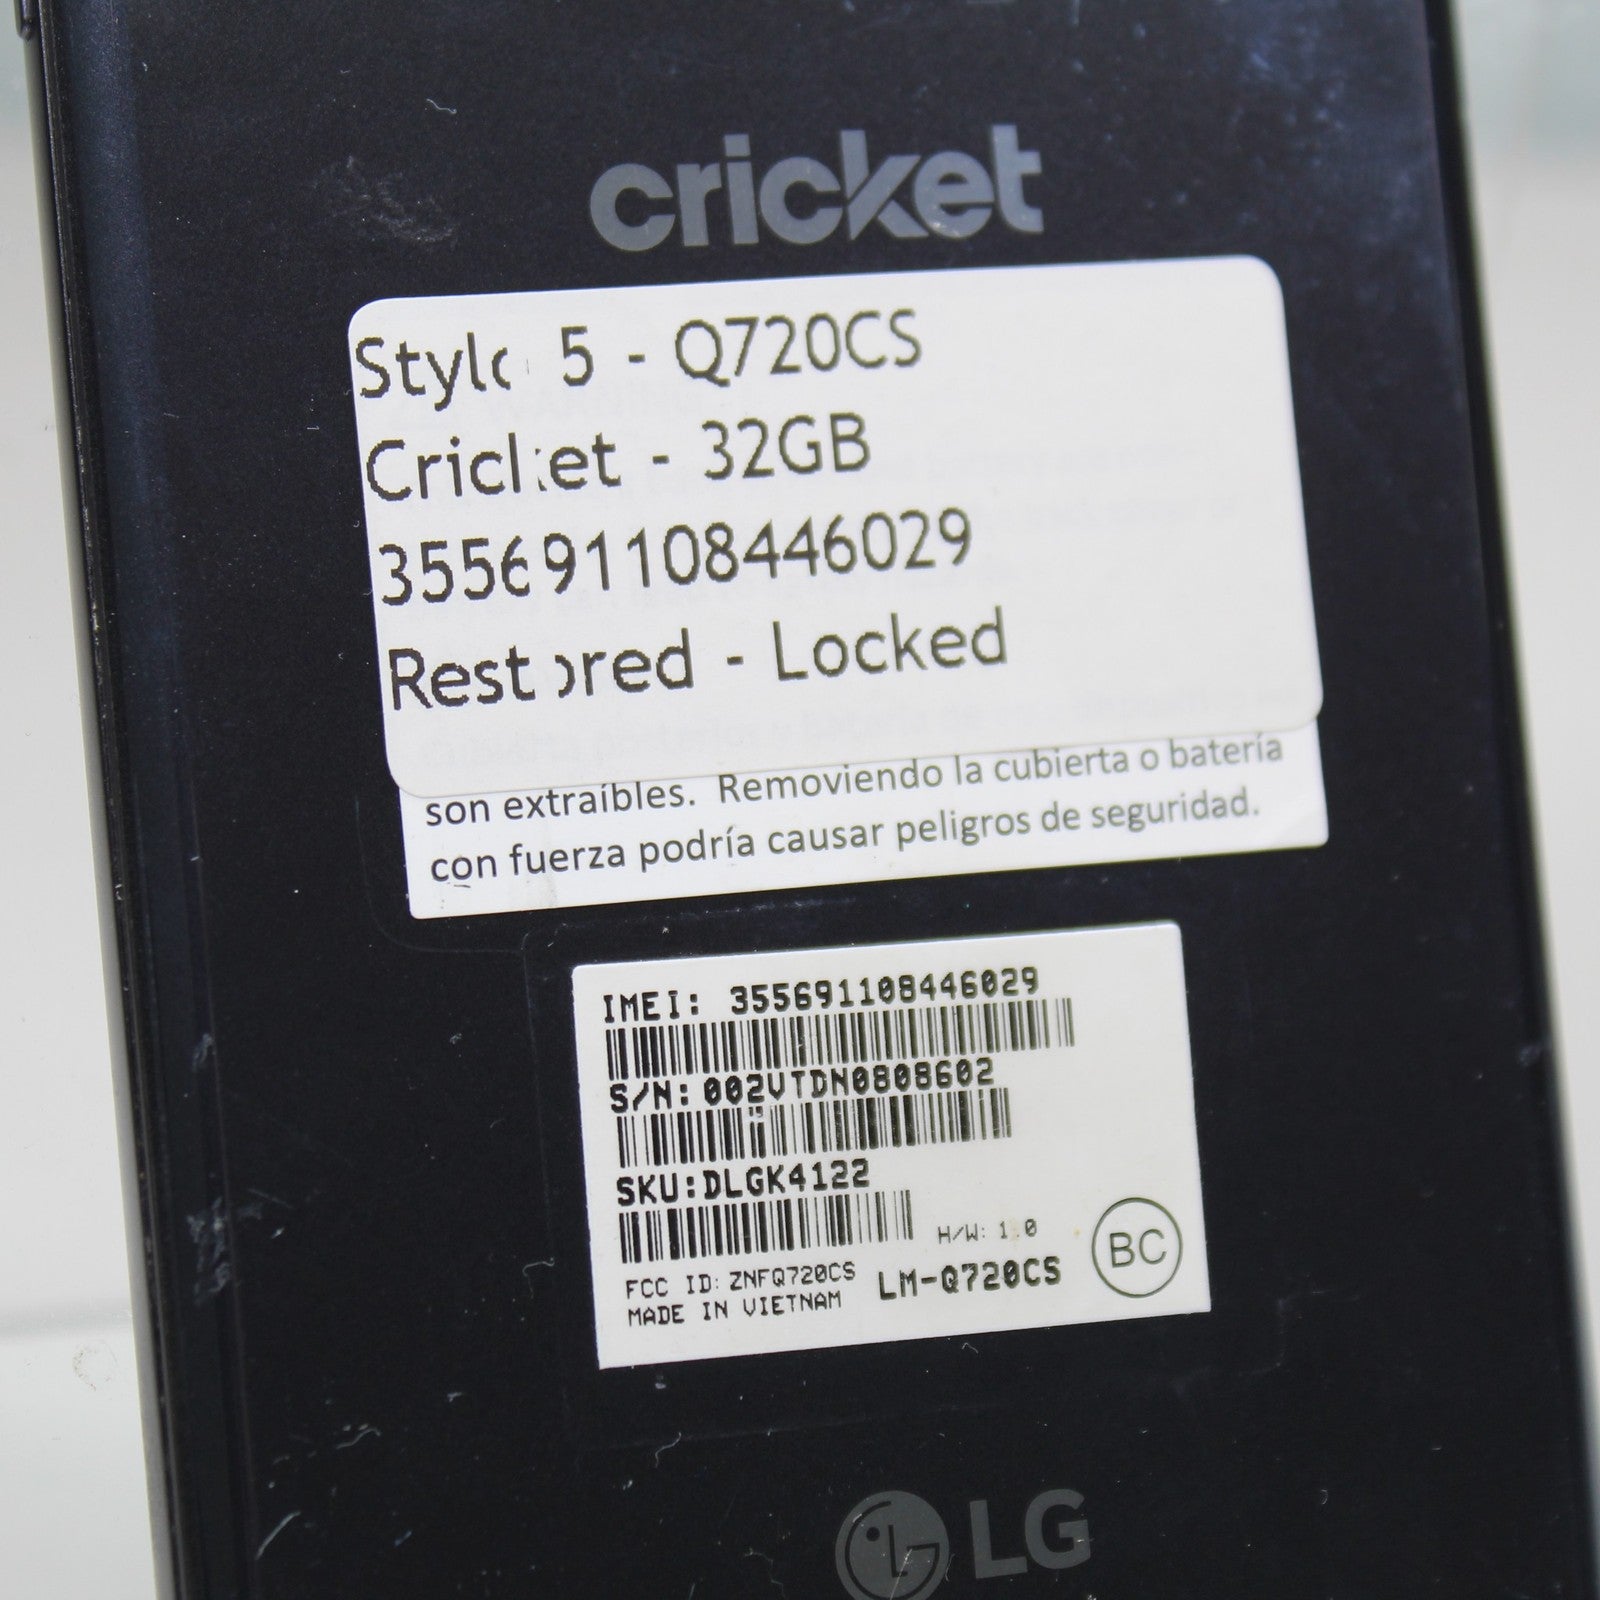 cricket
Stylo 5 - Q720CS
Cricket - 32GB
355691108446029
Restored - Locked
son extraíbles. Removiendo la cubierta o batería
con fuerza podría causar peligros de seguridad.
IMEI: 355691108446029
S/N:002VTDN0808602
SKU:DLGK4122
H/W: 1.0
BC
FCC ID: ZNFQ720CS
LM-Q720CS
MADE IN VIETNAM
LG